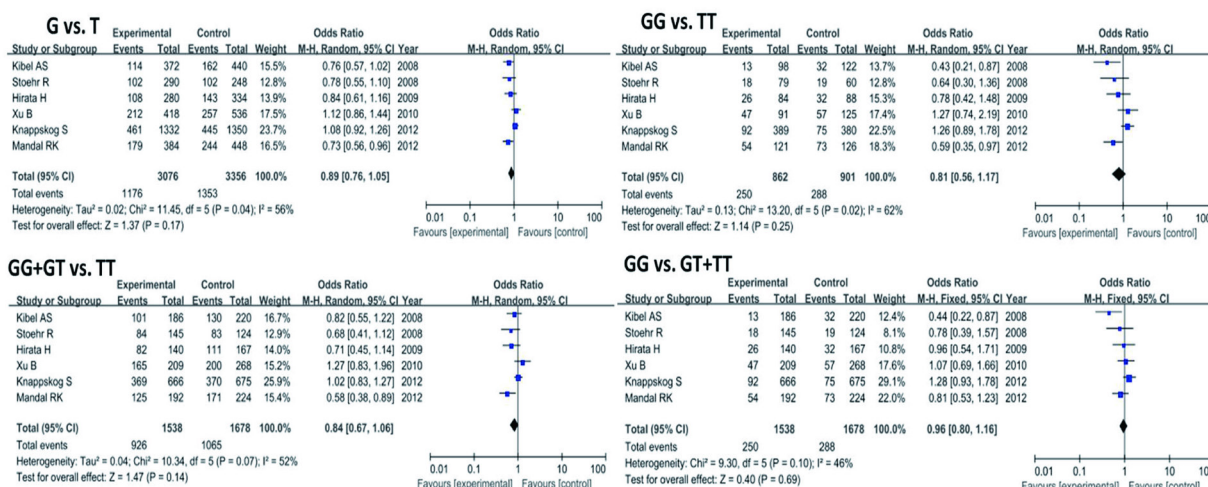 G vs. T
Experimental Control Odds Ratio Odds Ratio
Study or Subgroup Events Total Events Total Weight M-H, Random, 95% CI Year M-H, Random, 95% CI
Kibel AS 114 372 162 440 15.5% 0.76 [0.57, 1.02] 2008
Stoehr R 102 290 102 248 12.8% 0.78 [0.55, 1.10] 2008
Hirata H 108 280 143 334 13.9% 0.84 [0.61, 1.16] 2009
Xu B 212 418 257 536 17.5% 1.12 [0.86, 1.44] 2010
Knappskog S 461 1332 445 1350 23.7% 1.08 [0.92, 1.26] 2012
Mandal RK 179 384 244 448 16.5% 0.73 [0.56, 0.96] 2012
Total (95% CI) 3076 3356 100.0% 0.89 [0.76, 1.05]
Total events 1176 1353
Heterogeneity: Tau² = 0.02; Chi² = 11.45, df = 5 (P = 0.04); I² = 56%
Test for overall effect: Z = 1.37 (P = 0.17)
0.01 0.1 1 10 100
Favours [experimental] Favours [control]
GG vs. TT
Experimental Control Odds Ratio Odds Ratio
Study or Subgroup Events Total Events Total Weight M-H, Random, 95% CI Year M-H, Random, 95% CI
Kibel AS 13 98 32 122 13.7% 0.43 [0.21, 0.87] 2008
Stoehr R 18 79 19 60 12.8% 0.64 [0.30, 1.36] 2008
Hirata H 26 84 32 88 15.3% 0.78 [0.42, 1.48] 2009
Xu B 47 91 57 125 17.4% 1.27 [0.74, 2.19] 2010
Knappskog S 92 389 75 380 22.5% 1.26 [0.89, 1.78] 2012
Mandal RK 54 121 73 126 18.3% 0.59 [0.35, 0.97] 2012
Total (95% CI) 862 901 100.0% 0.81 [0.56, 1.17]
Total events 250 288
Heterogeneity: Tau² = 0.13; Chi² = 13.20, df = 5 (P = 0.02); I² = 62%
Test for overall effect: Z = 1.14 (P = 0.25)
0.01 0.1 1 10 100
Favours [experimental] Favours [control]
GG+GT vs. TT
Experimental Control Odds Ratio Odds Ratio
Study or Subgroup Events Total Events Total Weight M-H, Random, 95% CI Year M-H, Random, 95% CI
Kibel AS 101 186 130 220 16.7% 0.82 [0.55, 1.22] 2008
Stoehr R 84 145 83 124 12.9% 0.68 [0.41, 1.12] 2008
Hirata H 82 140 111 167 14.0% 0.71 [0.45, 1.14] 2009
Xu B 165 209 200 268 15.2% 1.27 [0.83, 1.96] 2010
Knappskog S 369 666 370 675 25.9% 1.02 [0.83, 1.27] 2012
Mandal RK 125 192 171 224 15.4% 0.58 [0.38, 0.89] 2012
Total (95% CI) 1538 1678 100.0% 0.84 [0.67, 1.06]
Total events 926 1065
Heterogeneity: Tau² = 0.04; Chi² = 10.34, df = 5 (P = 0.07); I² = 52%
Test for overall effect: Z = 1.47 (P = 0.14)
0.01 0.1 1 10 100
Favours [experimental] Favours [control]
GG vs. GT+TT
Experimental Control Odds Ratio Odds Ratio
Study or Subgroup Events Total Events Total Weight M-H, Fixed, 95% CI Year M-H, Fixed, 95% CI
Kibel AS 13 186 32 220 12.4% 0.44 [0.22, 0.87] 2008
Stoehr R 18 145 19 124 8.1% 0.78 [0.39, 1.57] 2008
Hirata H 26 140 32 167 10.8% 0.96 [0.54, 1.71] 2009
Xu B 47 209 57 268 17.6% 1.07 [0.69, 1.66] 2010
Knappskog S 92 666 75 675 29.1% 1.28 [0.93, 1.78] 2012
Mandal RK 54 192 73 224 22.0% 0.81 [0.53, 1.23] 2012
Total (95% CI) 1538 1678 100.0% 0.96 [0.80, 1.16]
Total events 250 288
Heterogeneity: Chi² = 9.30, df = 5 (P = 0.10); I² = 46%
Test for overall effect: Z = 0.40 (P = 0.69)
0.01 0.1 1 10 100
Favours [experimental] Favours [control]